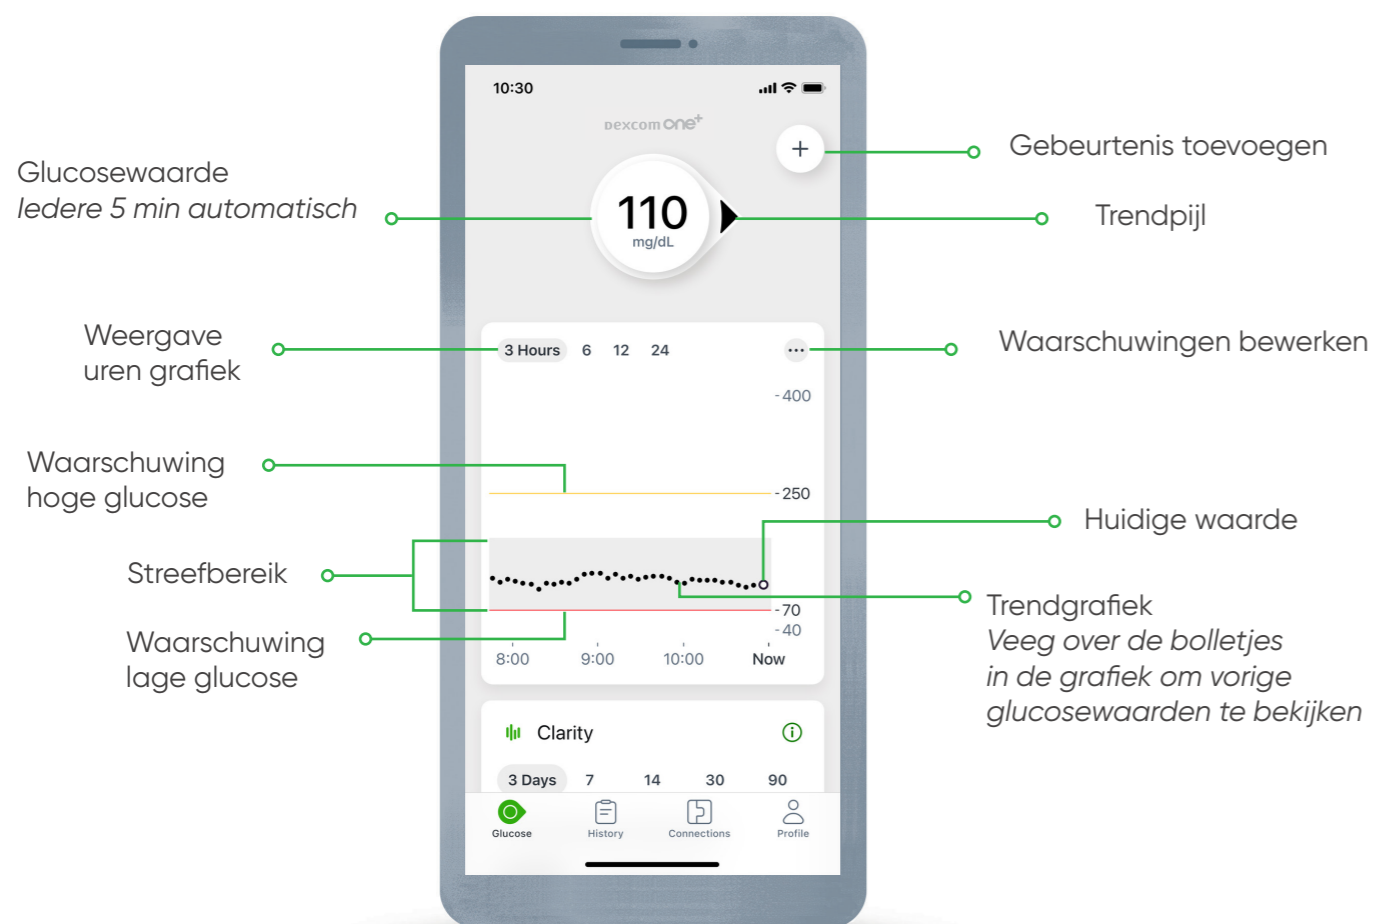 10:30
Dexcom one+
+
Gebeurtenis toevoegen
Glucosewaarde
Iedere 5 min automatisch
110
mg/dL
Trendpijl
Weergave
uren grafiek
3 Hours 6 12 24 ...
Waarschuwingen bewerken
- 400
Waarschuwing
hoge glucose
- 250
Huidige waarde
Streefbereik
Trendgrafiek
Veeg over de bolletjes
in de grafiek om vorige
glucosewaarden te bekijken
- 70
- 40
Waarschuwing
lage glucose
8:00 9:00 10:00 Now
Clarity
3 Days 7 14 30 90
Glucose History Connections Profile